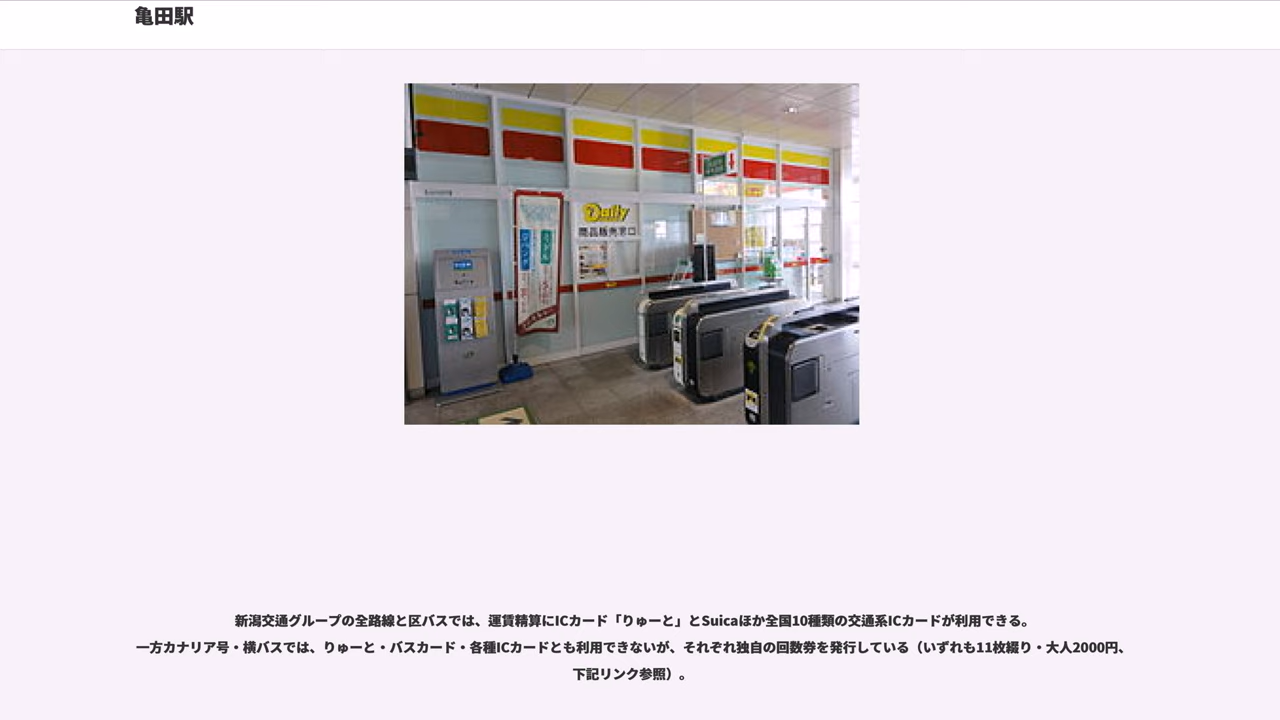 亀田駅
Daily
商品販売窓口
新潟交通グループの全路線と区バスでは、運賃精算にICカード「りゅーと」とSuicaほか全国10種類の交通系ICカードが利用できる。
一方カナリア号・横バスでは、りゅーと・バスカード・各種ICカードとも利用できないが、それぞれ独自の回数券を発行している（いずれも11枚綴り・大人2000円、
下記リンク参照）。